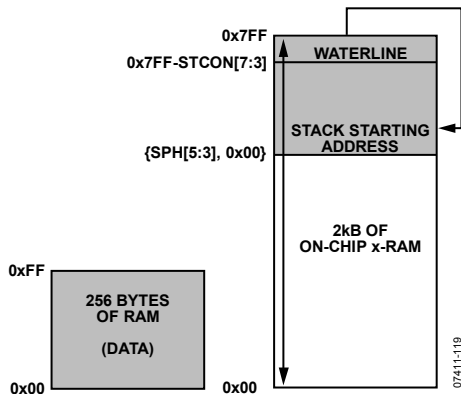 0x7FF
WATERLINE
0x7FF-STCON[7:3]
STACK STARTING
ADDRESS
{SPH[5:3], 0x00}
2kB OF
ON-CHIP x-RAM
0xFF
256 BYTES
OF RAM
(DATA)
0x00
0x00
07411-119